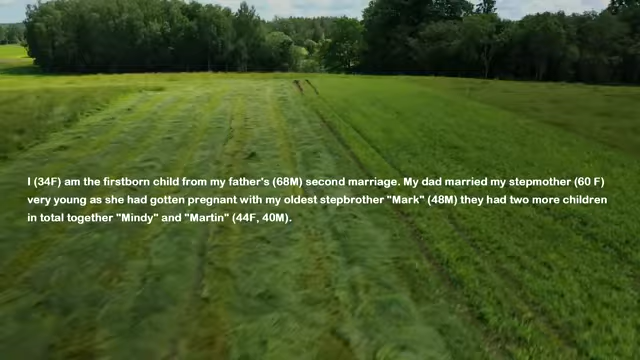 I (34F) am the firstborn child from my father's (68M) second marriage. My dad married my stepmother (60 F)
very young as she had gotten pregnant with my oldest stepbrother "Mark" (48M) they had two more children
in total together "Mindy" and "Martin" (44F, 40M).